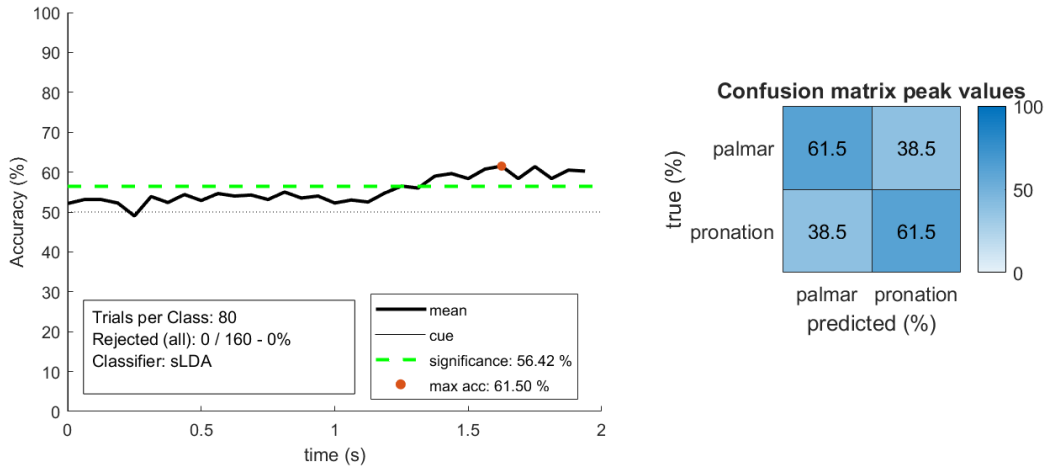 100
90
80
70
60
50
40
30
20
10
0
Accuracy (%)
0
0.5
1
1.5
2
time (s)
Trials per Class: 80
Rejected (all): 0 / 160 - 0%
Classifier: sLDA
mean
cue
significance: 56.42 %
max acc: 61.50 %
Confusion matrix peak values
true (%)
palmar
61.5
38.5
pronation
38.5
61.5
palmar
pronation
predicted (%)
100
50
0